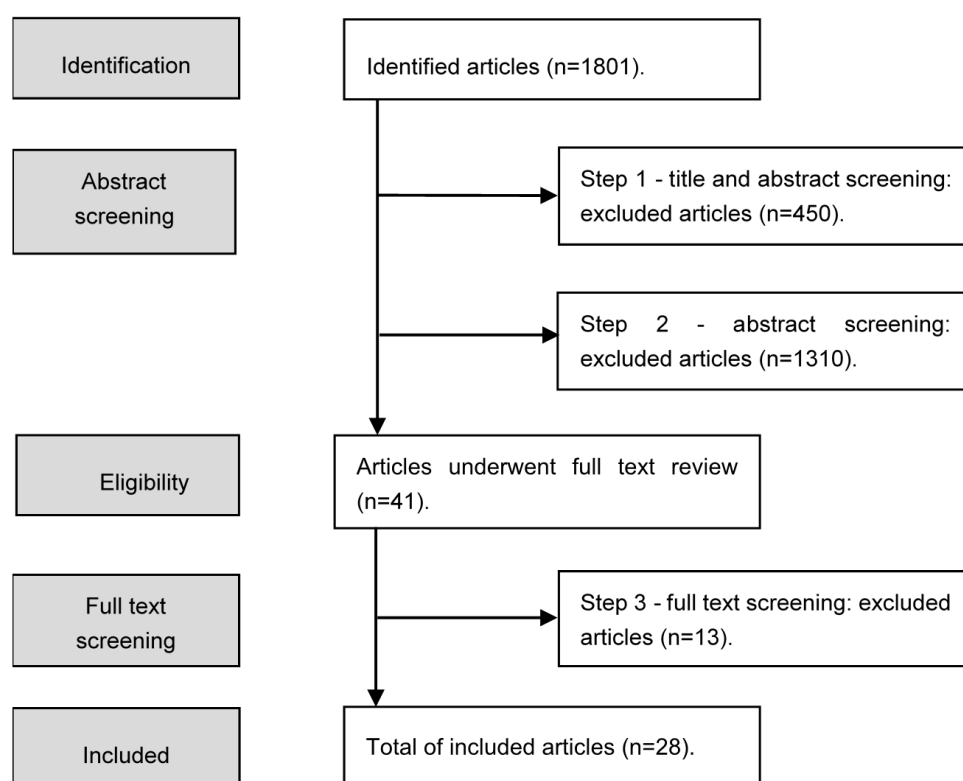 Identification
Identified articles (n=1801).
Abstract
screening
Step 1 - title and abstract screening:
excluded articles (n=450).
Step 2 - abstract screening:
excluded articles (n=1310).
Eligibility
Articles underwent full text review
(n=41).
Full text
screening
Step 3 - full text screening: excluded
articles (n=13).
Included
Total of included articles (n=28).